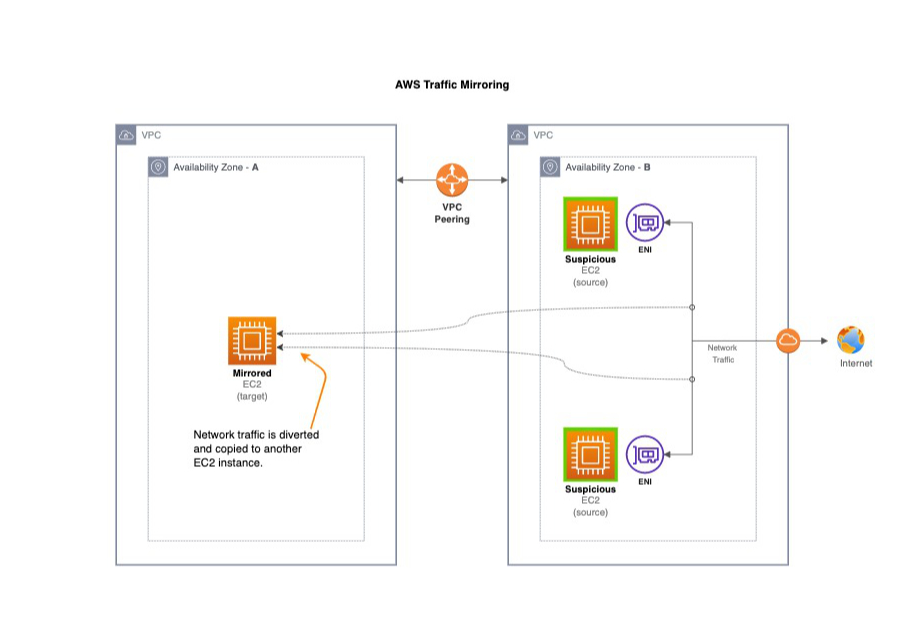 AWS Traffic Mirroring
VPC
Availability Zone - A
VPC
Peering
VPC
Availability Zone - B
Suspicious
EC2
(source)
ENI
Network
Traffic
Internet
Mirrored
EC2
(target)
Network traffic is diverted
and copied to another
EC2 instance.
Suspicious
EC2
(source)
ENI